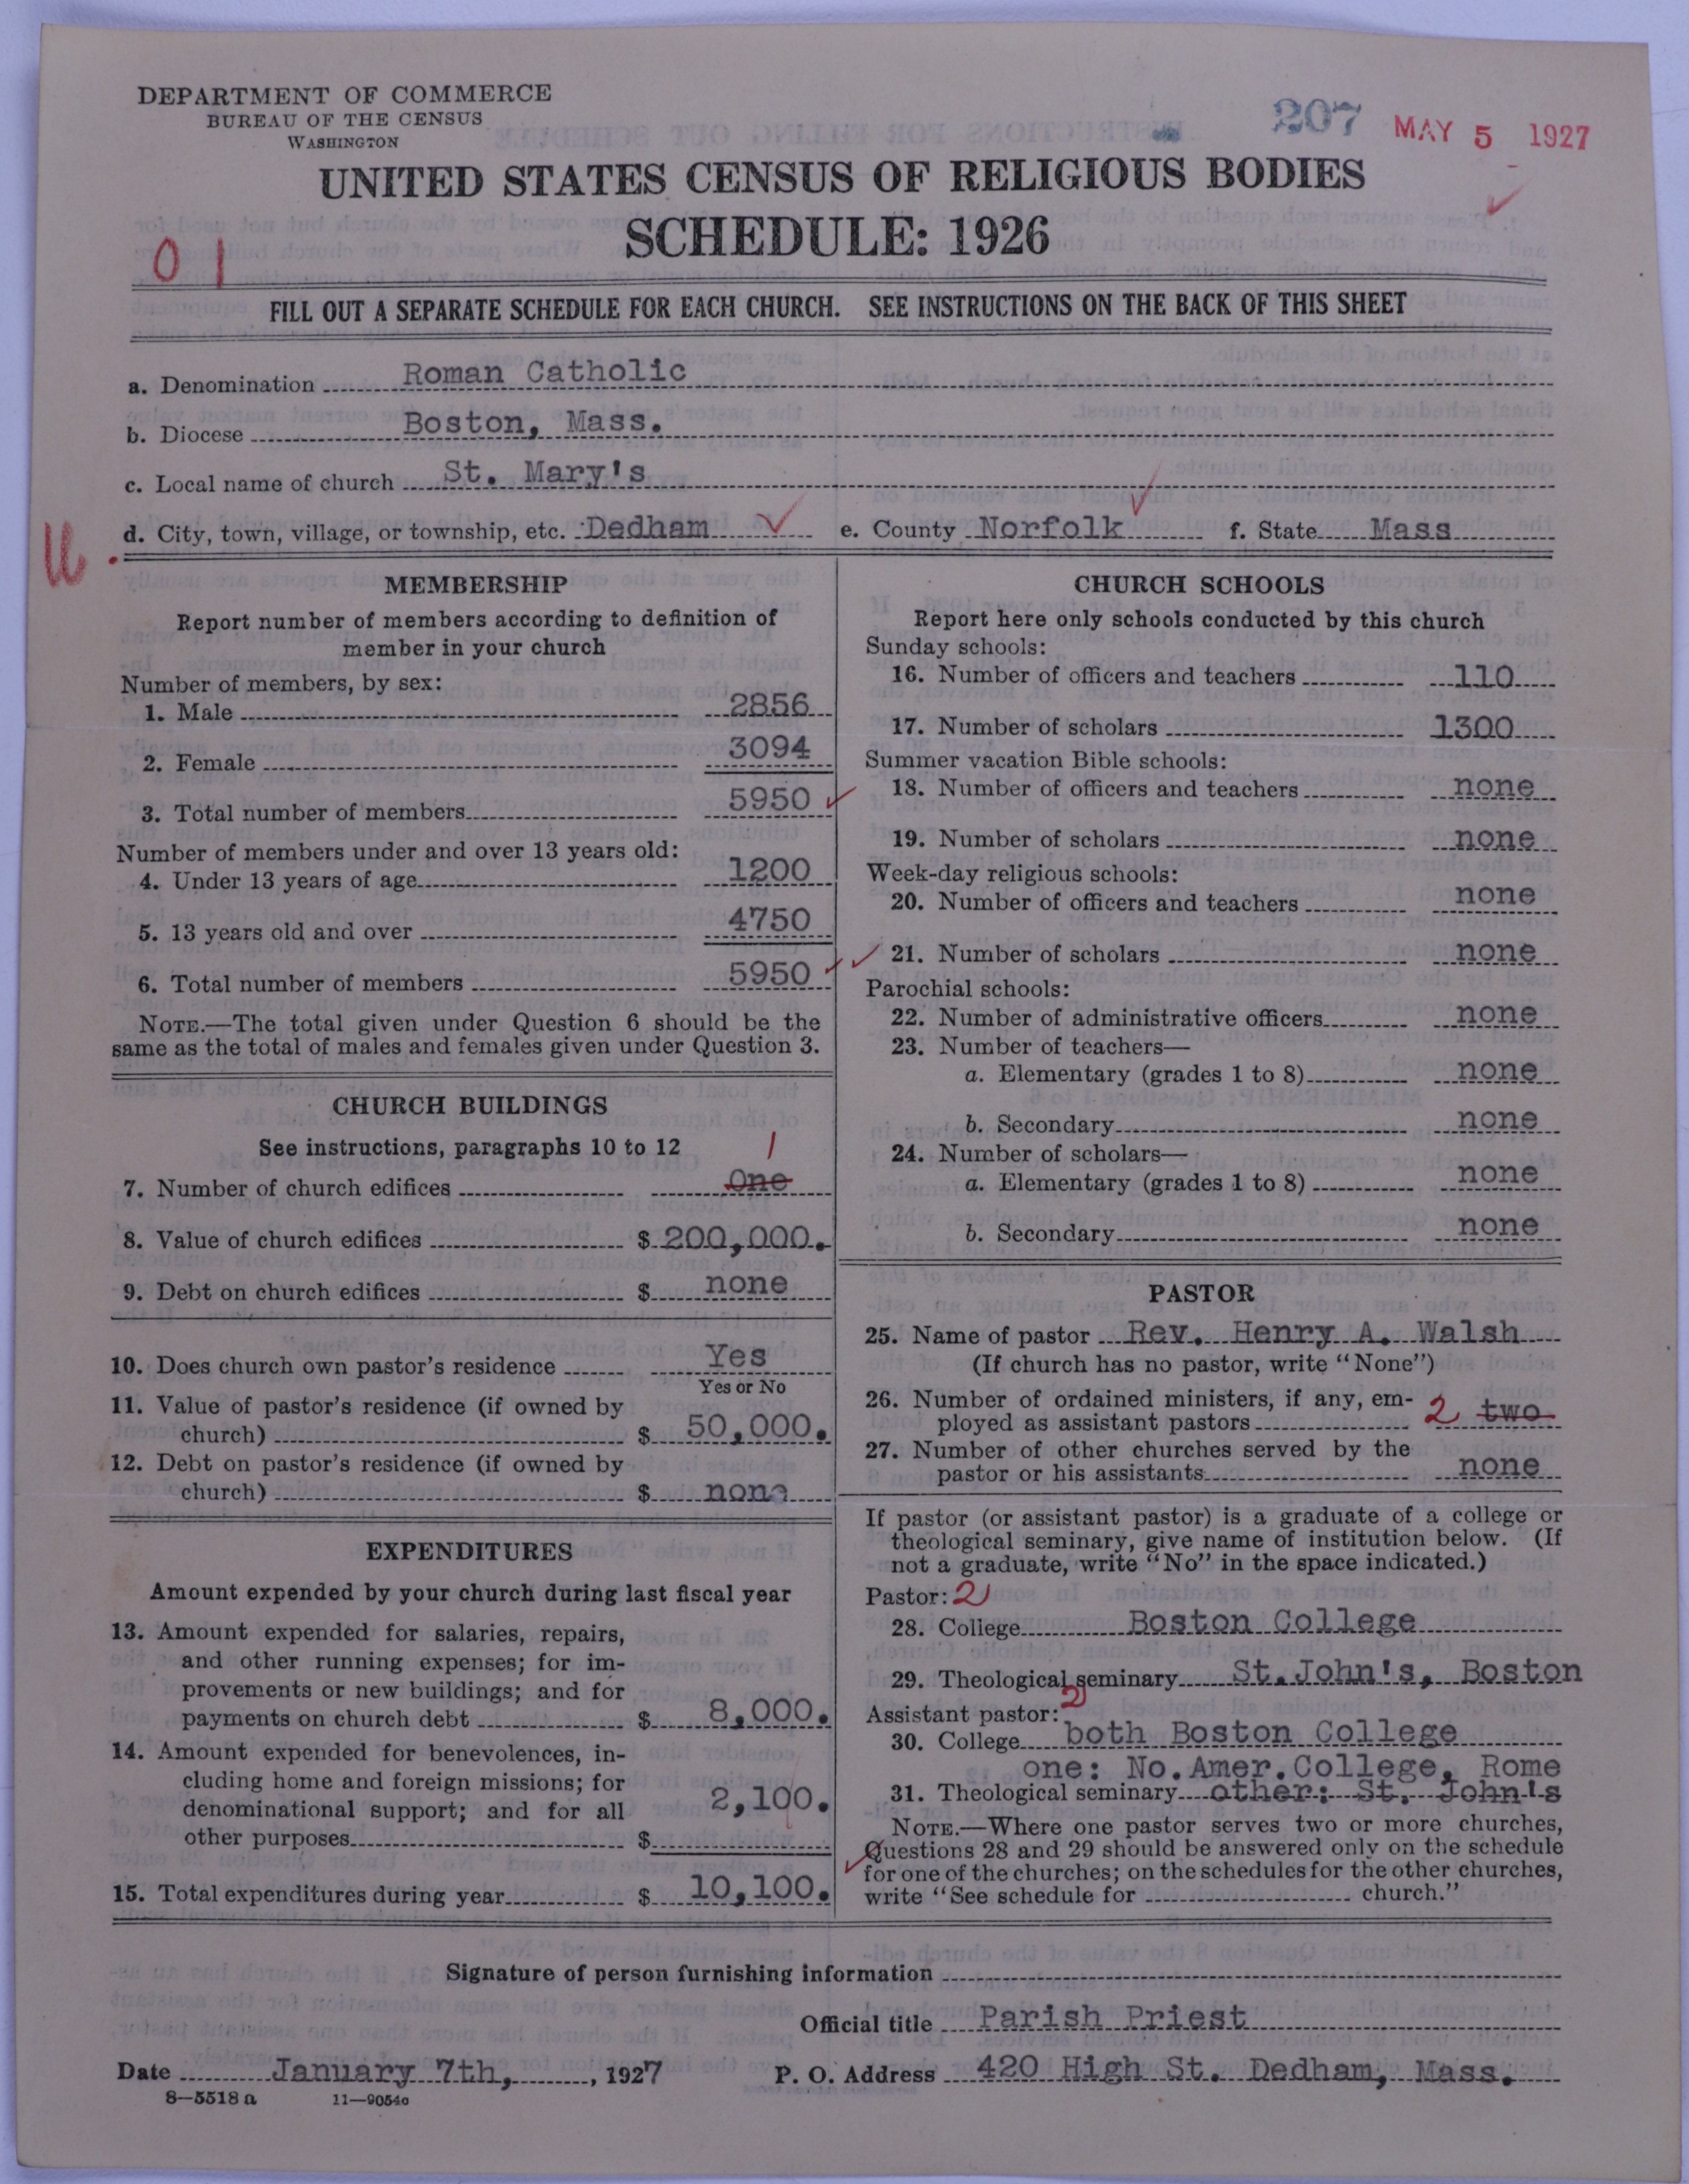 DEPARTMENT OF COMMERCE
BUREAU OF THE CENSUS
WASHINGTON
207 MAY 5 1927
UNITED STATES CENSUS OF RELIGIOUS BODIES
SCHEDULE: 1926
0 1
FILL OUT A SEPARATE SCHEDULE FOR EACH CHURCH. SEE INSTRUCTIONS ON THE BACK OF THIS SHEET
a. Denomination Roman Catholic
b. Diocese Boston, Mass.
c. Local name of church St. Mary's
d. City, town, village, or township, etc. Dedham e. County Norfolk f. State Mass
MEMBERSHIP
Report number of members according to definition of
member in your church
Number of members, by sex:
1. Male 2856
2. Female 3094
3. Total number of members 5950
Number of members under and over 13 years old:
4. Under 13 years of age 1200
5. 13 years old and over 4750
6. Total number of members 5950
NOTE.—The total given under Question 6 should be the
same as the total of males and females given under Question 3.
CHURCH BUILDINGS
See instructions, paragraphs 10 to 12
1
7. Number of church edifices One
8. Value of church edifices $ 200,000.
9. Debt on church edifices $ none
10. Does church own pastor's residence Yes
Yes or No
11. Value of pastor's residence (if owned by
church) $ 50,000.
12. Debt on pastor's residence (if owned by
church) $ none
EXPENDITURES
Amount expended by your church during last fiscal year
13. Amount expended for salaries, repairs,
and other running expenses; for im-
provements or new buildings; and for
payments on church debt $ 8,000.
14. Amount expended for benevolences, in-
cluding home and foreign missions; for
denominational support; and for all 2,100.
other purposes $
15. Total expenditures during year $ 10,100.
CHURCH SCHOOLS
Report here only schools conducted by this church
Sunday schools:
16. Number of officers and teachers 110
17. Number of scholars 1300
Summer vacation Bible schools:
18. Number of officers and teachers none
19. Number of scholars none
Week-day religious schools:
20. Number of officers and teachers none
21. Number of scholars none
Parochial schools:
22. Number of administrative officers none
23. Number of teachers—
a. Elementary (grades 1 to 8) none
b. Secondary none
24. Number of scholars—
a. Elementary (grades 1 to 8) none
b. Secondary none
PASTOR
25. Name of pastor Rev. Henry A. Walsh
(If church has no pastor, write "None")
26. Number of ordained ministers, if any, em-
ployed as assistant pastors 2 two
27. Number of other churches served by the
pastor or his assistants none
If pastor (or assistant pastor) is a graduate of a college or
theological seminary, give name of institution below. (If
not a graduate, write "No" in the space indicated.)
Pastor: 2
28. College Boston College
29. Theological seminary St.John's, Boston
Assistant pastor: 2
30. College both Boston College
one: No.Amer.College, Rome
31. Theological seminary other: St. John's
NOTE.—Where one pastor serves two or more churches,
Questions 28 and 29 should be answered only on the schedule
for one of the churches; on the schedules for the other churches,
write "See schedule for church."
Signature of person furnishing information
Official title Parish Priest
Date January 7th, , 1927 P. O. Address 420 High St. Dedham, Mass.
8—5518 a 11—9054c